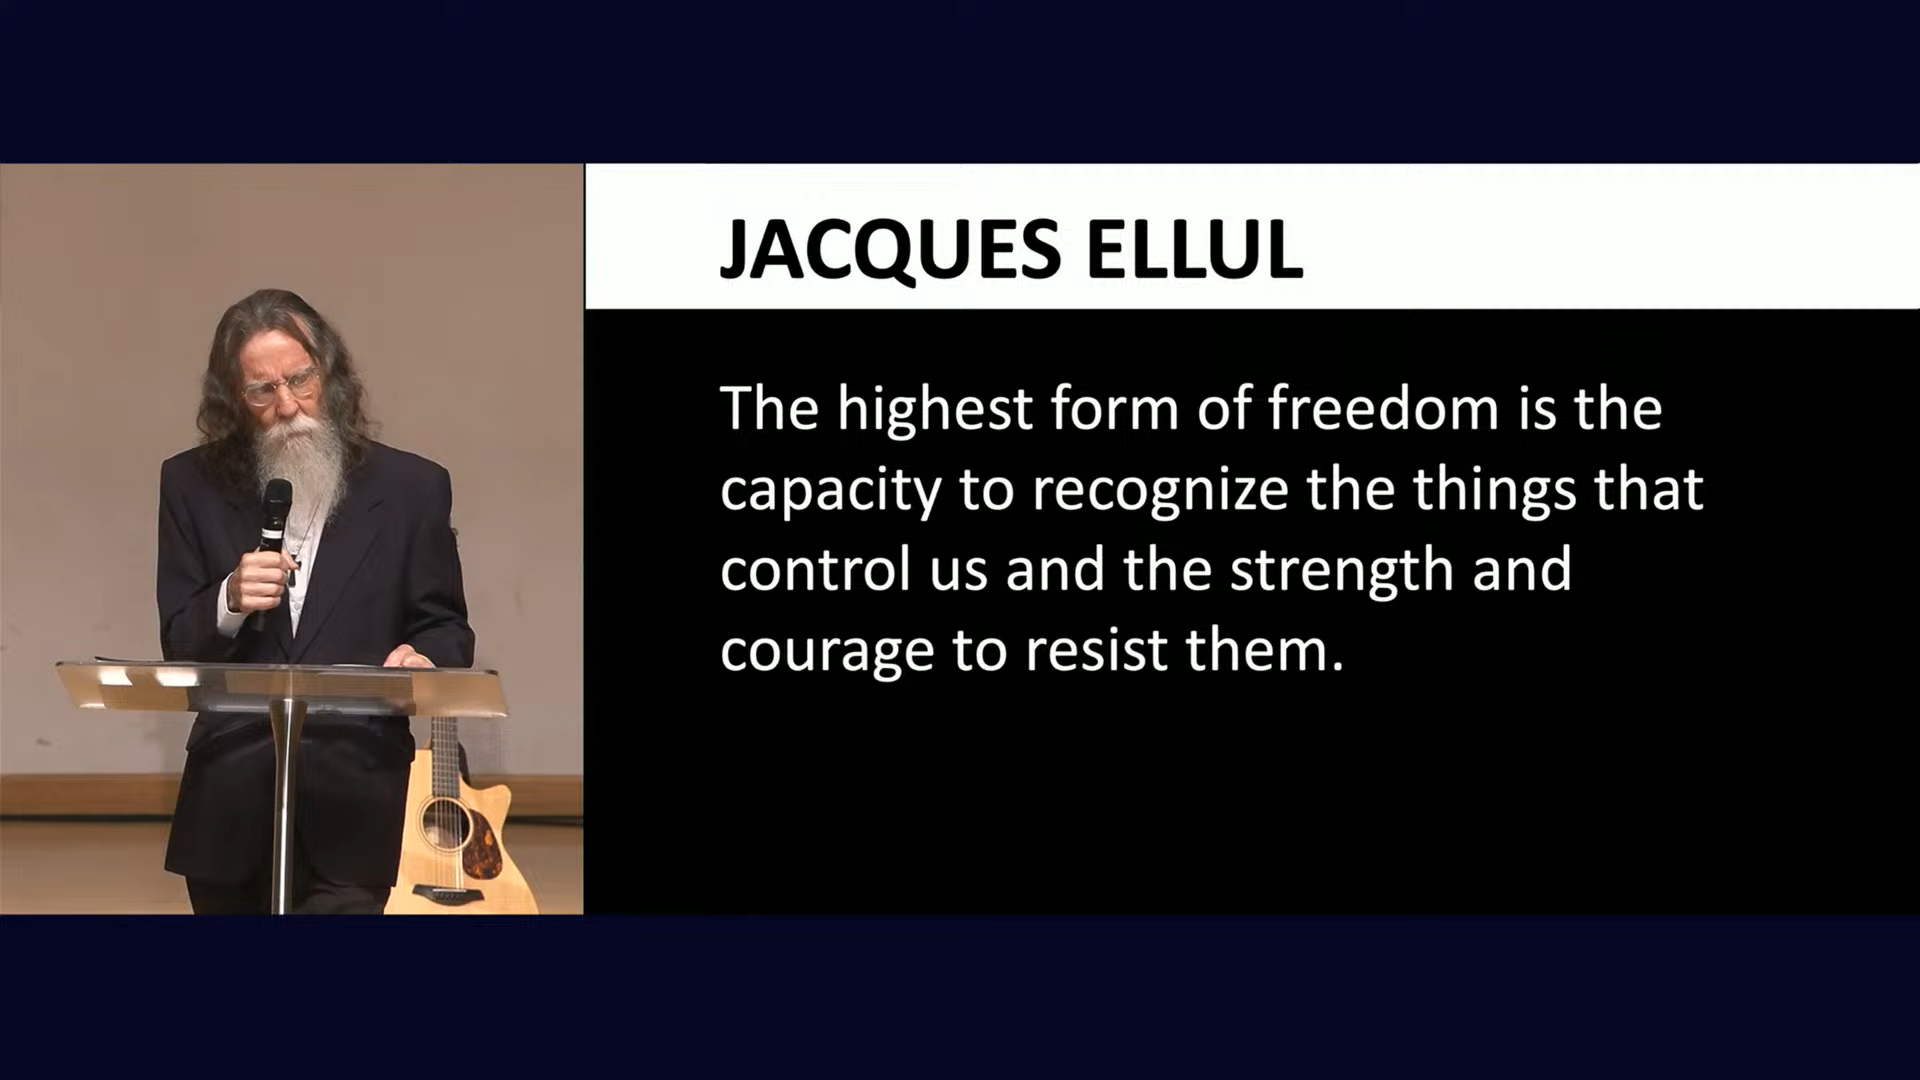 JACQUES ELLUL
The highest form of freedom is the
capacity to recognize the things that
control us and the strength and
courage to resist them.